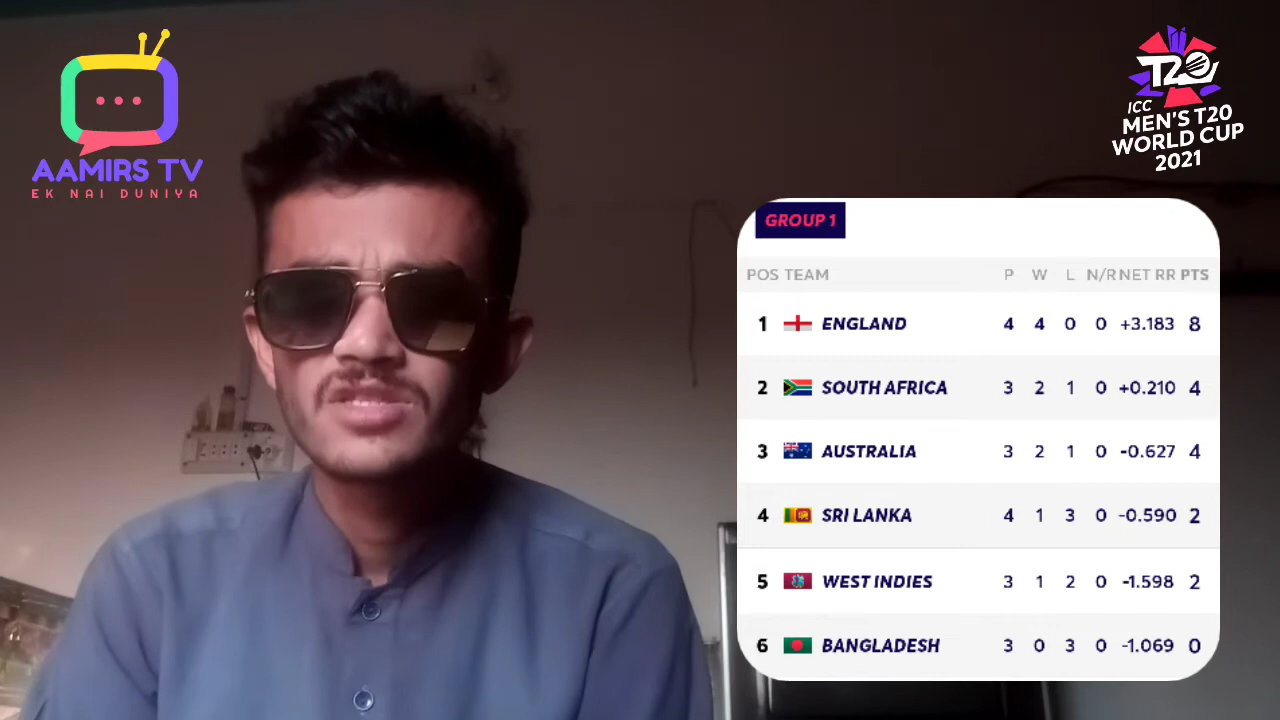 AAMIRS TV
EK NAI DUNIYA
ICC
MEN'S T20
WORLD CUP
2021
T20
GROUP 1
POS TEAM P W L N/R NET RR PTS
1 ENGLAND 4 4 0 0 +3.183 8
2 SOUTH AFRICA 3 2 1 0 +0.210 4
3 AUSTRALIA 3 2 1 0 -0.627 4
4 SRI LANKA 4 1 3 0 -0.590 2
5 WEST INDIES 3 1 2 0 -1.598 2
6 BANGLADESH 3 0 3 0 -1.069 0